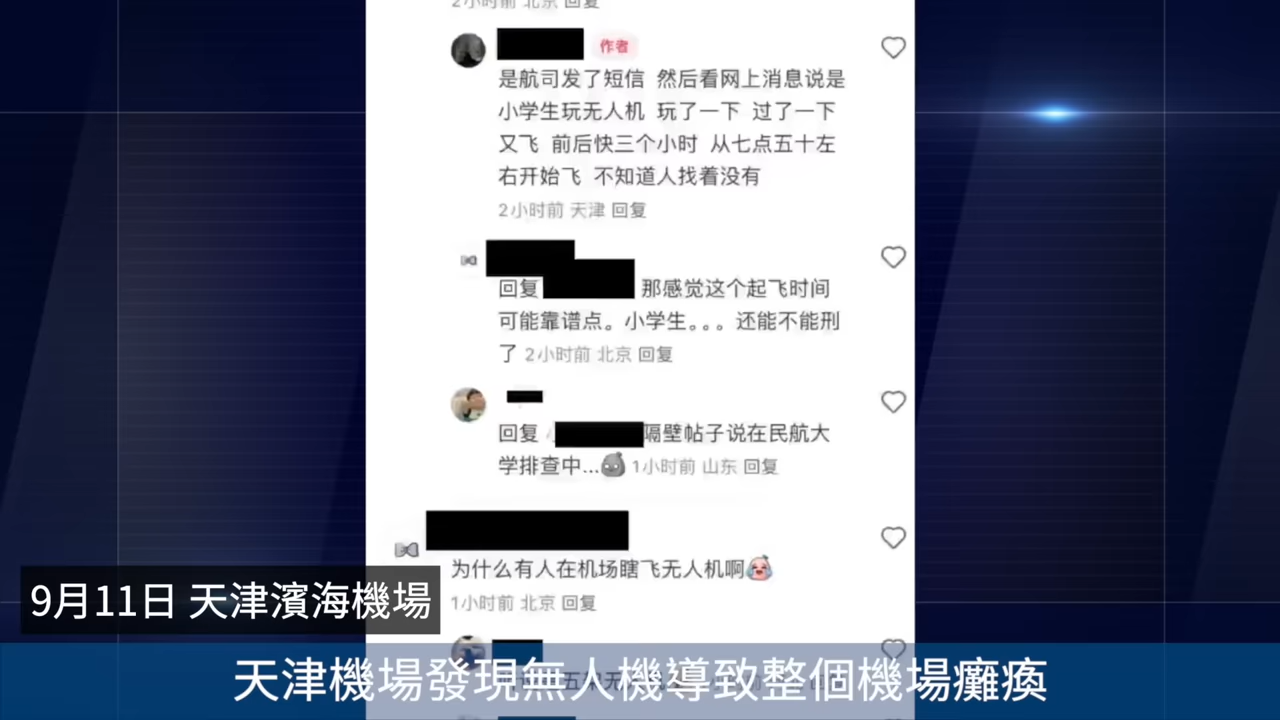 2小时前 北京 回复
作者
是航司发了短信 然后看网上消息说是
小学生玩无人机 玩了一下 过了一下
又飞 前后快三个小时 从七点五十左
右开始飞 不知道人找着没有
2小时前 天津 回复
回复 那感觉这个起飞时间
可能靠谱点。小学生。。。还能不能刑
了 2小时前 北京 回复
回复 隔壁帖子说在民航大
学排查中... 1小时前 山东 回复
为什么有人在机场瞎飞无人机啊
1小时前 北京 回复
9月11日 天津濱海機場
天津機場發現無人機導致整個機場癱瘓